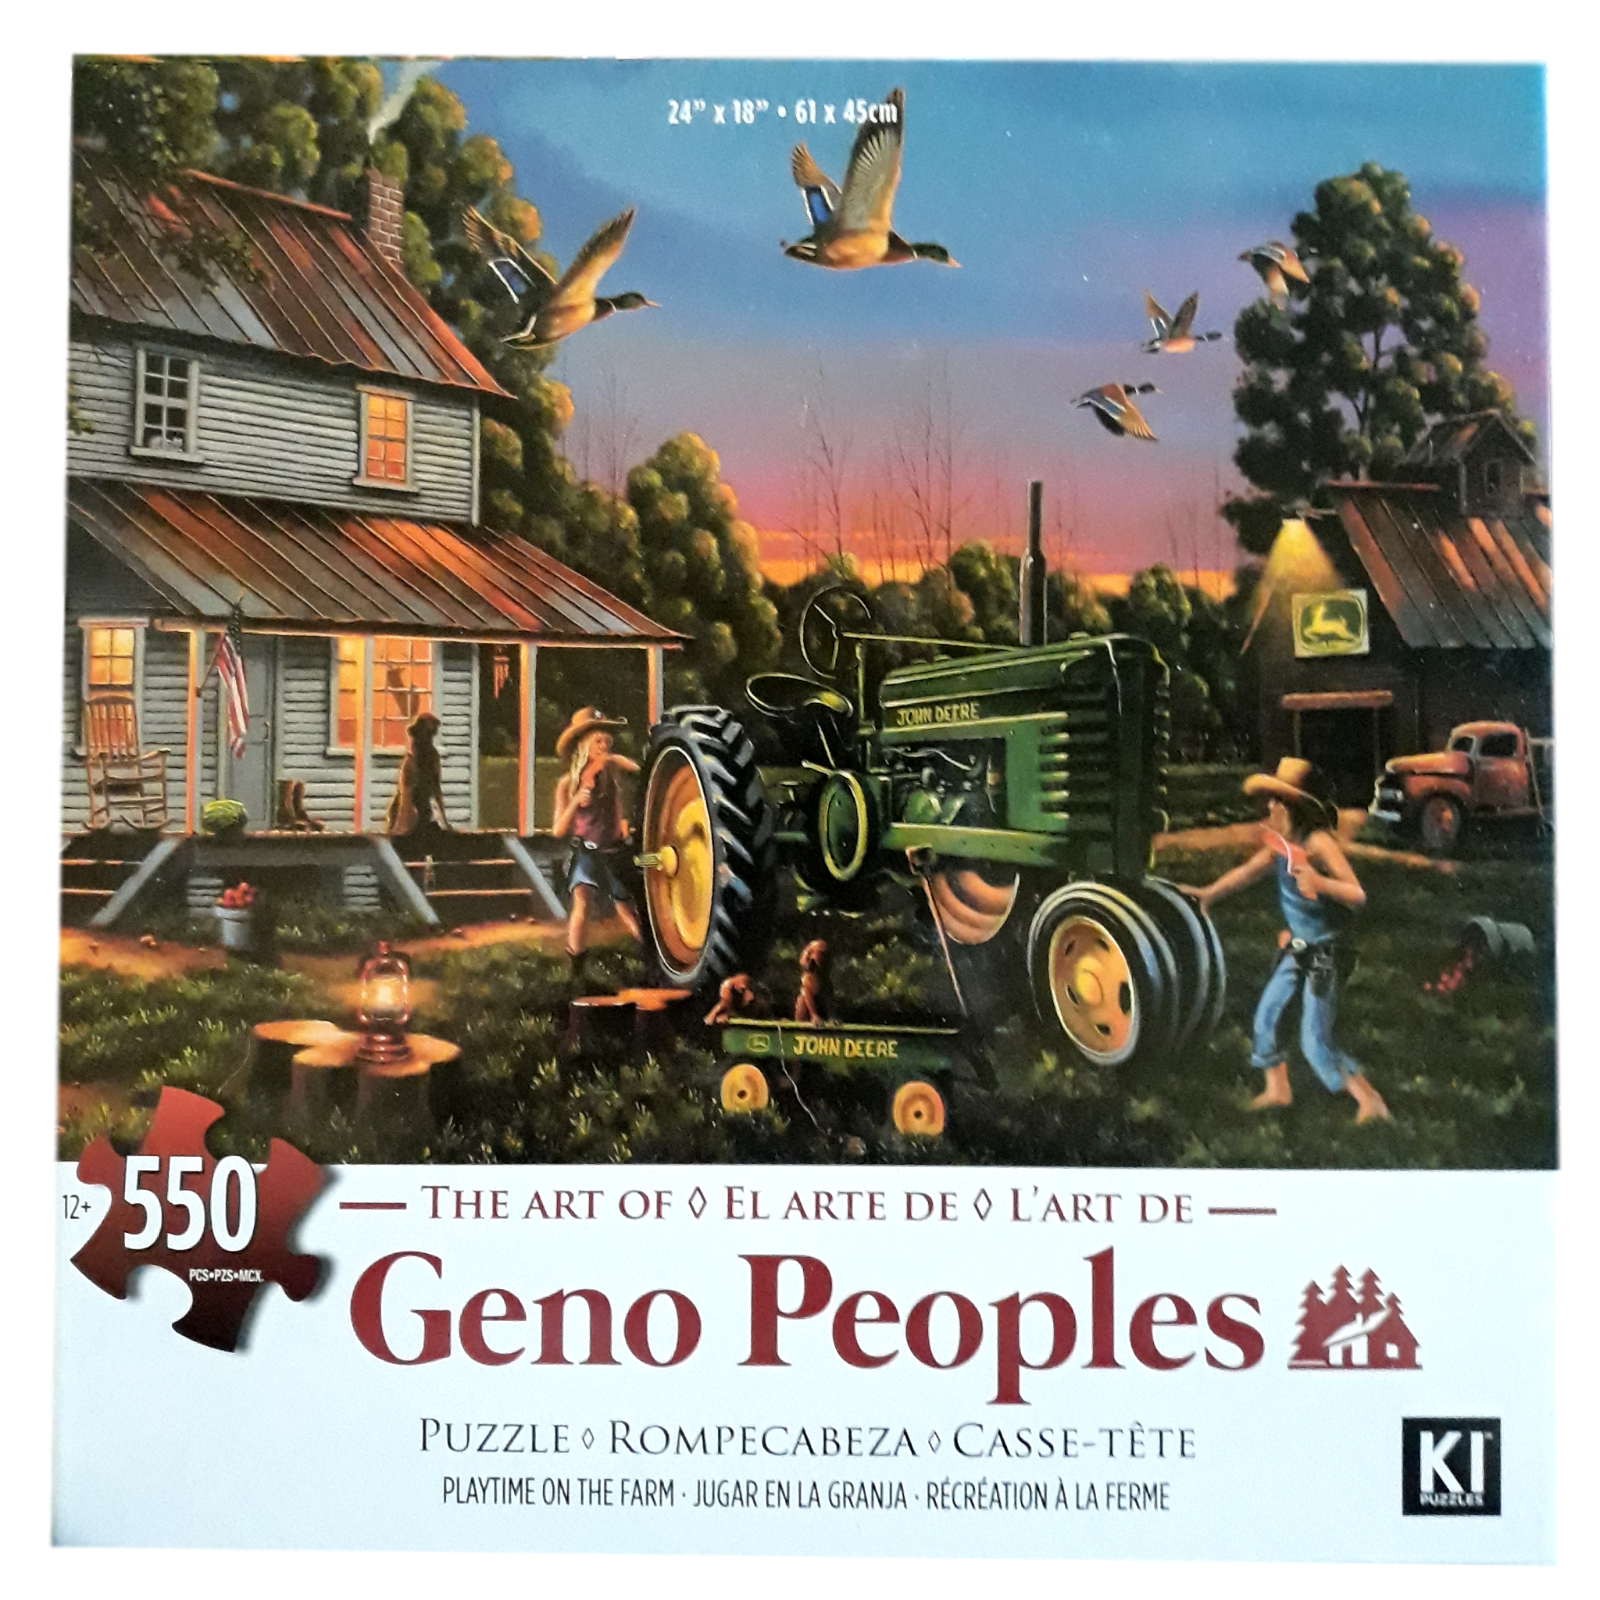 24” x 18” • 61 x 45cm
JOHN DEERE
JOHN DEERE
12+
550
PCS•PZS•MCX
THE ART OF ◊ EL ARTE DE ◊ L'ART DE
Geno Peoples
PUZZLE ◊ ROMPECABEZA ◊ CASSE-TÊTE
PLAYTIME ON THE FARM · JUGAR EN LA GRANJA · RÉCRÉATION À LA FERME
KI™
PUZZLES